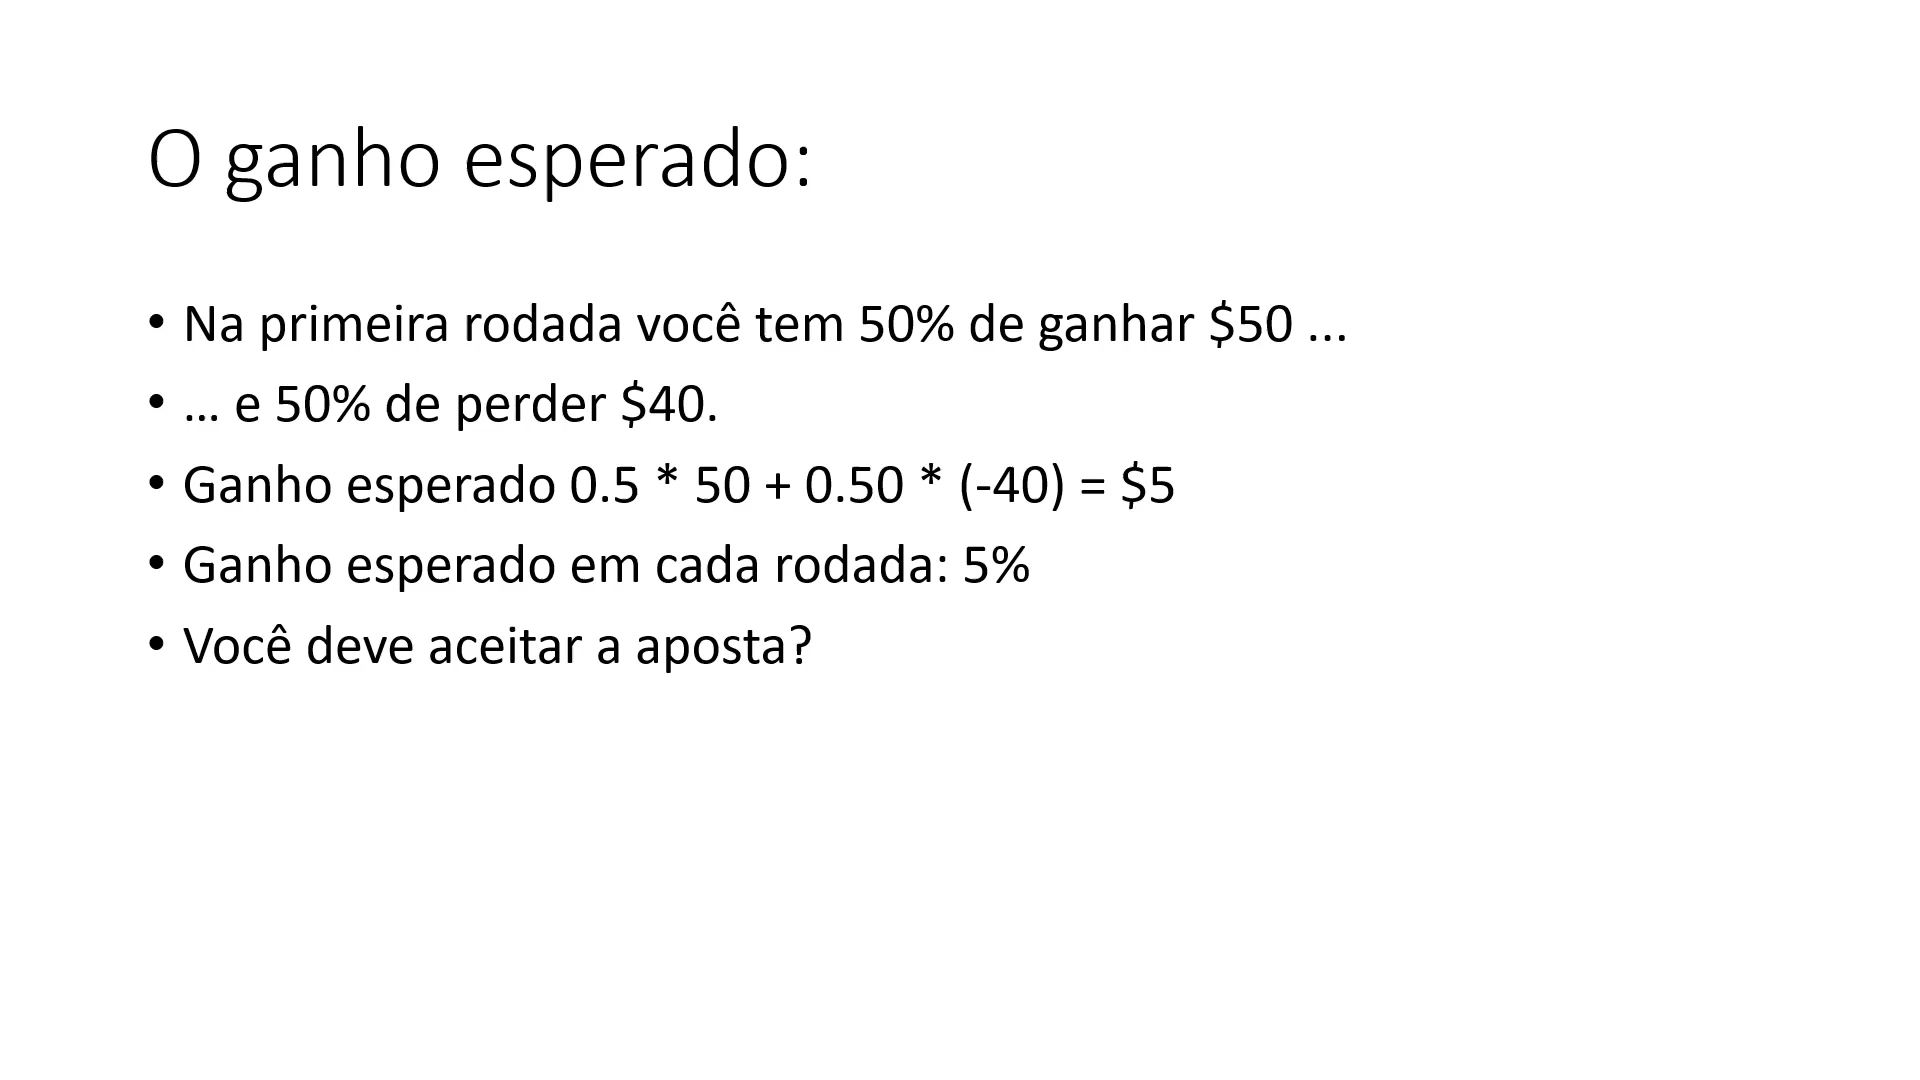 O ganho esperado:
• Na primeira rodada você tem 50% de ganhar $50 ...
• ... e 50% de perder $40.
• Ganho esperado 0.5 * 50 + 0.50 * (-40) = $5
• Ganho esperado em cada rodada: 5%
• Você deve aceitar a aposta?